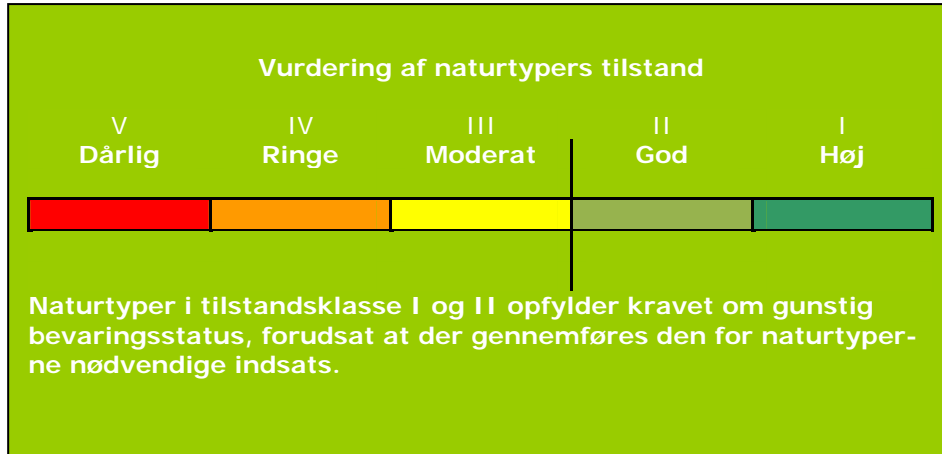 Vurdering af naturtypers tilstand
V IV III II I
Dårlig Ringe Moderat God Høj
Naturtyper i tilstandsklasse I og II opfylder kravet om gunstig
bevaringsstatus, forudsat at der gennemføres den for naturtyper-
ne nødvendige indsats.